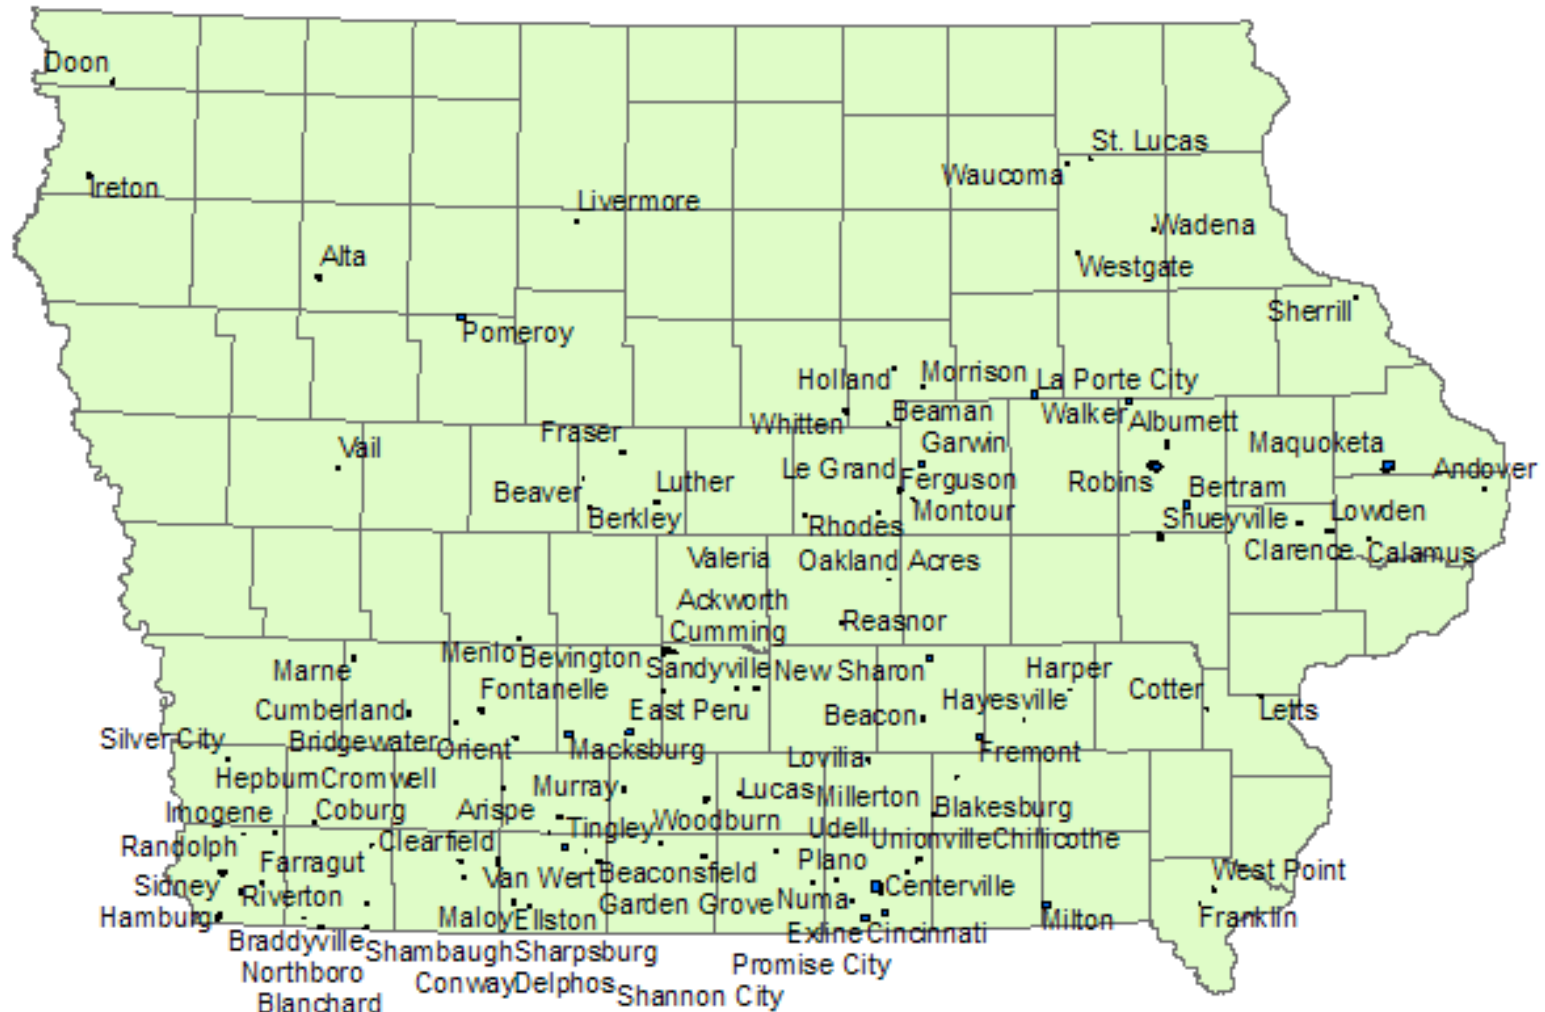 Doon
St. Lucas
Waucoma
Ireton
Livermore
Wadena
Alta
Westgate
Sherrill
Pomeroy
Holland
Morrison
La Porte City
Whitten
Beaman
Walker
Alburnett
Fraser
Vail
Garwin
Maquoketa
Le Grand
Ferguson
Robins
Andover
Beaver
Luther
Bertram
Berkley
Rhodes
Montour
Shueyville
Lowden
Clarence
Calamus
Valeria
Oakland Acres
Ackworth
Cumming
Reasnor
Marne
Menlo
Bevington
Sandyville
New Sharon
Harper
Fontanelle
Hayesville
Cotter
Cumberland
East Peru
Beacon
Letts
Silver City
Bridgewater
Orient
Macksburg
Lovilia
Fremont
Hepburn
Cromwell
Murray
Lucas
Millerton
Imogene
Coburg
Arispe
Blakesburg
Tingley
Woodburn
Udell
Unionville
Chillicothe
Randolph
Farragut
Clearfield
Plano
West Point
Sidney
Riverton
Van Wert
Beaconsfield
Numa
Centerville
Hamburg
Maloy
Ellston
Garden Grove
Milton
Franklin
Braddyville
Shambaugh
Sharpsburg
Exline
Cincinnati
Northboro
Conway
Delphos
Promise City
Blanchard
Shannon City